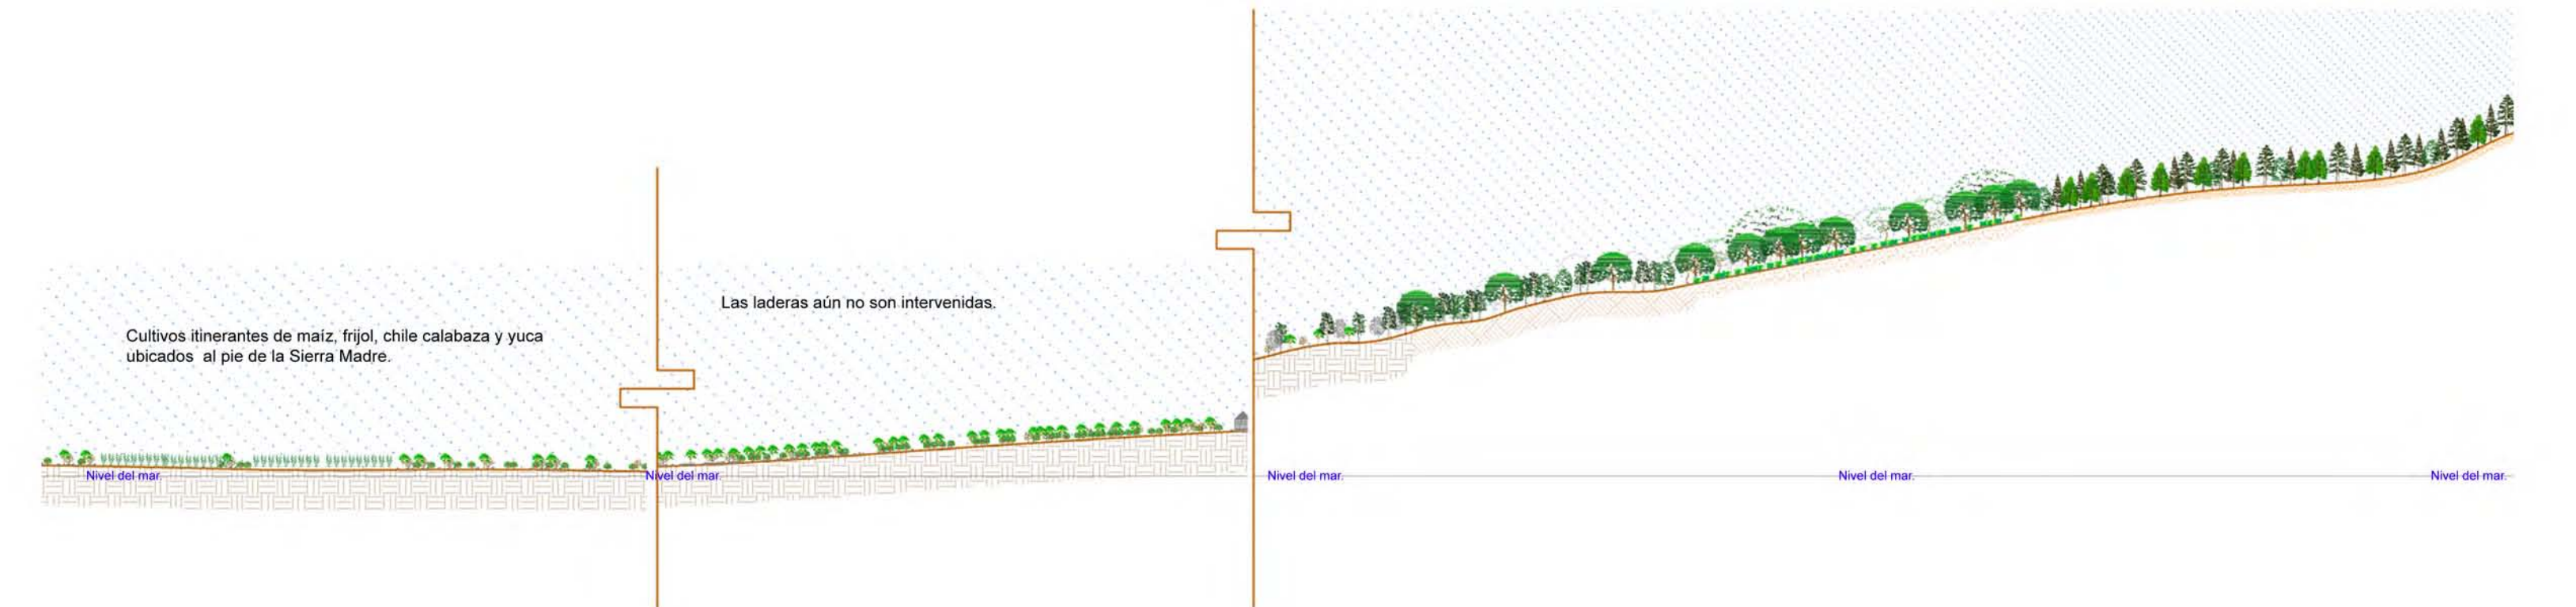 Las laderas aún no son intervenidas.
Cultivos itinerantes de maíz, frijol, chile calabaza y yuca
ubicados al pie de la Sierra Madre.
Nivel del mar.
Nivel del mar.
Nivel del mar.
Nivel del mar.
Nivel del mar.